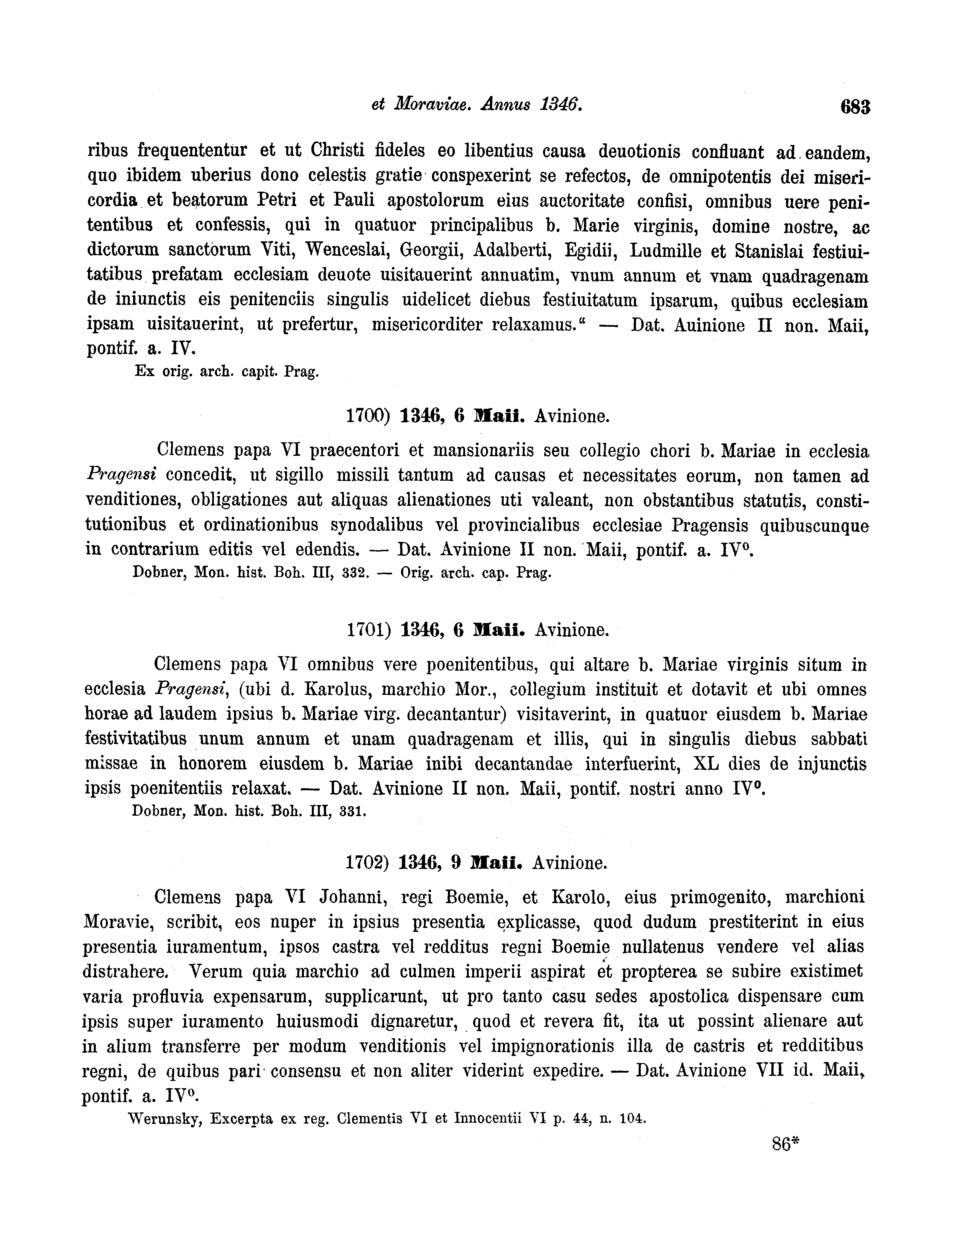 et Moraviae. Annus 1346. 683
ribus frequententur et ut Christi fideles eo libentius causa deuotionis confluant ad eandem,
quo ibidem uberius dono celestis gratie conspexerint se refectos, de omnipotentis dei miseri-
cordia et beatorum Petri et Pauli apostolorum eius auctoritate confisi, omnibus uere peni-
tentibus et confessis, qui in quatuor principalibus b. Marie virginis, domine nostre, ac
dictorum sanctorum Viti, Wenceslai, Georgii, Adalberti, Egidii, Ludmille et Stanislai festiui-
tatibus prefatam ecclesiam deuote uisitauerint annuatim, vnum annum et vnam quadragenam
de iniunctis eis penitenciis singulis uidelicet diebus festiuitatum ipsarum, quibus ecclesiam
ipsam uisitauerint, ut prefertur, misericorditer relaxamus.“ — Dat. Auinione II non. Maii,
pontif. a. IV.
Ex orig. arch. capit. Prag.
1700) 1346, 6 Maii. Avinione.
Clemens papa VI praecentori et mansionariis seu collegio chori b. Mariae in ecclesia
Pragensi concedit, ut sigillo missili tantum ad causas et necessitates eorum, non tamen ad
venditiones, obligationes aut aliquas alienationes uti valeant, non obstantibus statutis, consti-
tutionibus et ordinationibus synodalibus vel provincialibus ecclesiae Pragensis quibuscunque
in contrarium editis vel edendis. — Dat. Avinione II non. Maii, pontif. a. IV⁰.
Dobner, Mon. hist. Boh. III, 332. — Orig. arch. cap. Prag.
1701) 1346, 6 Maii. Avinione.
Clemens papa VI omnibus vere poenitentibus, qui altare b. Mariae virginis situm in
ecclesia Pragensi, (ubi d. Karolus, marchio Mor., collegium instituit et dotavit et ubi omnes
horae ad laudem ipsius b. Mariae virg. decantantur) visitaverint, in quatuor eiusdem b. Mariae
festivitatibus unum annum et unam quadragenam et illis, qui in singulis diebus sabbati
missae in honorem eiusdem b. Mariae inibi decantandae interfuerint, XL dies de injunctis
ipsis poenitentiis relaxat. — Dat. Avinione II non. Maii, pontif. nostri anno IV⁰.
Dobner, Mon. hist. Boh. III, 331.
1702) 1346, 9 Maii. Avinione.
Clemens papa VI Johanni, regi Boemie, et Karolo, eius primogenito, marchioni
Moravie, scribit, eos nuper in ipsius presentia explicasse, quod dudum prestiterint in eius
presentia iuramentum, ipsos castra vel redditus regni Boemie nullatenus vendere vel alias
distrahere. Verum quia marchio ad culmen imperii aspirat et propterea se subire existimet
varia profluvia expensarum, supplicarunt, ut pro tanto casu sedes apostolica dispensare cum
ipsis super iuramento huiusmodi dignaretur, quod et revera fit, ita ut possint alienare aut
in alium transferre per modum venditionis vel impignorationis illa de castris et redditibus
regni, de quibus pari consensu et non aliter viderint expedire. — Dat. Avinione VII id. Maii,
pontif. a. IV⁰.
Werunsky, Excerpta ex reg. Clementis VI et Innocentii VI p. 44, n. 104.
86*